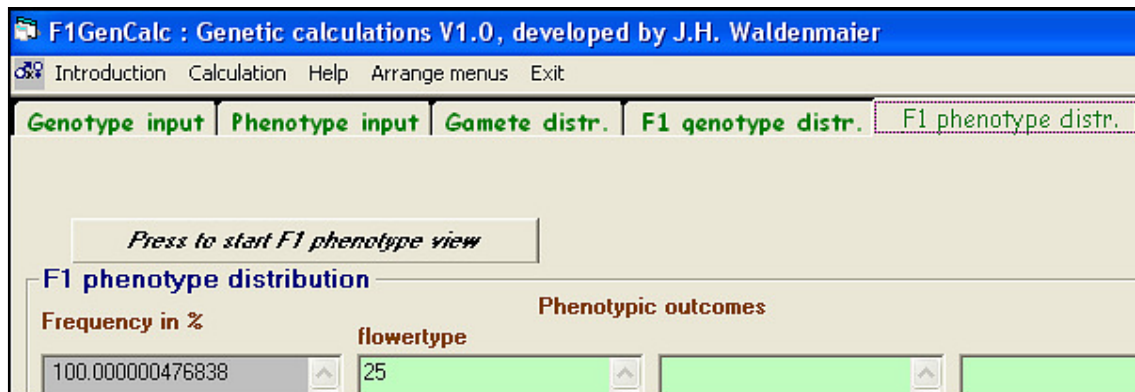 F1GenCalc : Genetic calculations V1.0, developed by J.H. Waldenmaier
Introduction Calculation Help Arrange menus Exit
Genotype input Phenotype input Gamete distr. F1 genotype distr. F1 phenotype distr.
Press to start F1 phenotype view
F1 phenotype distribution
Phenotypic outcomes
Frequency in %
flowertype
100.000000476838 25